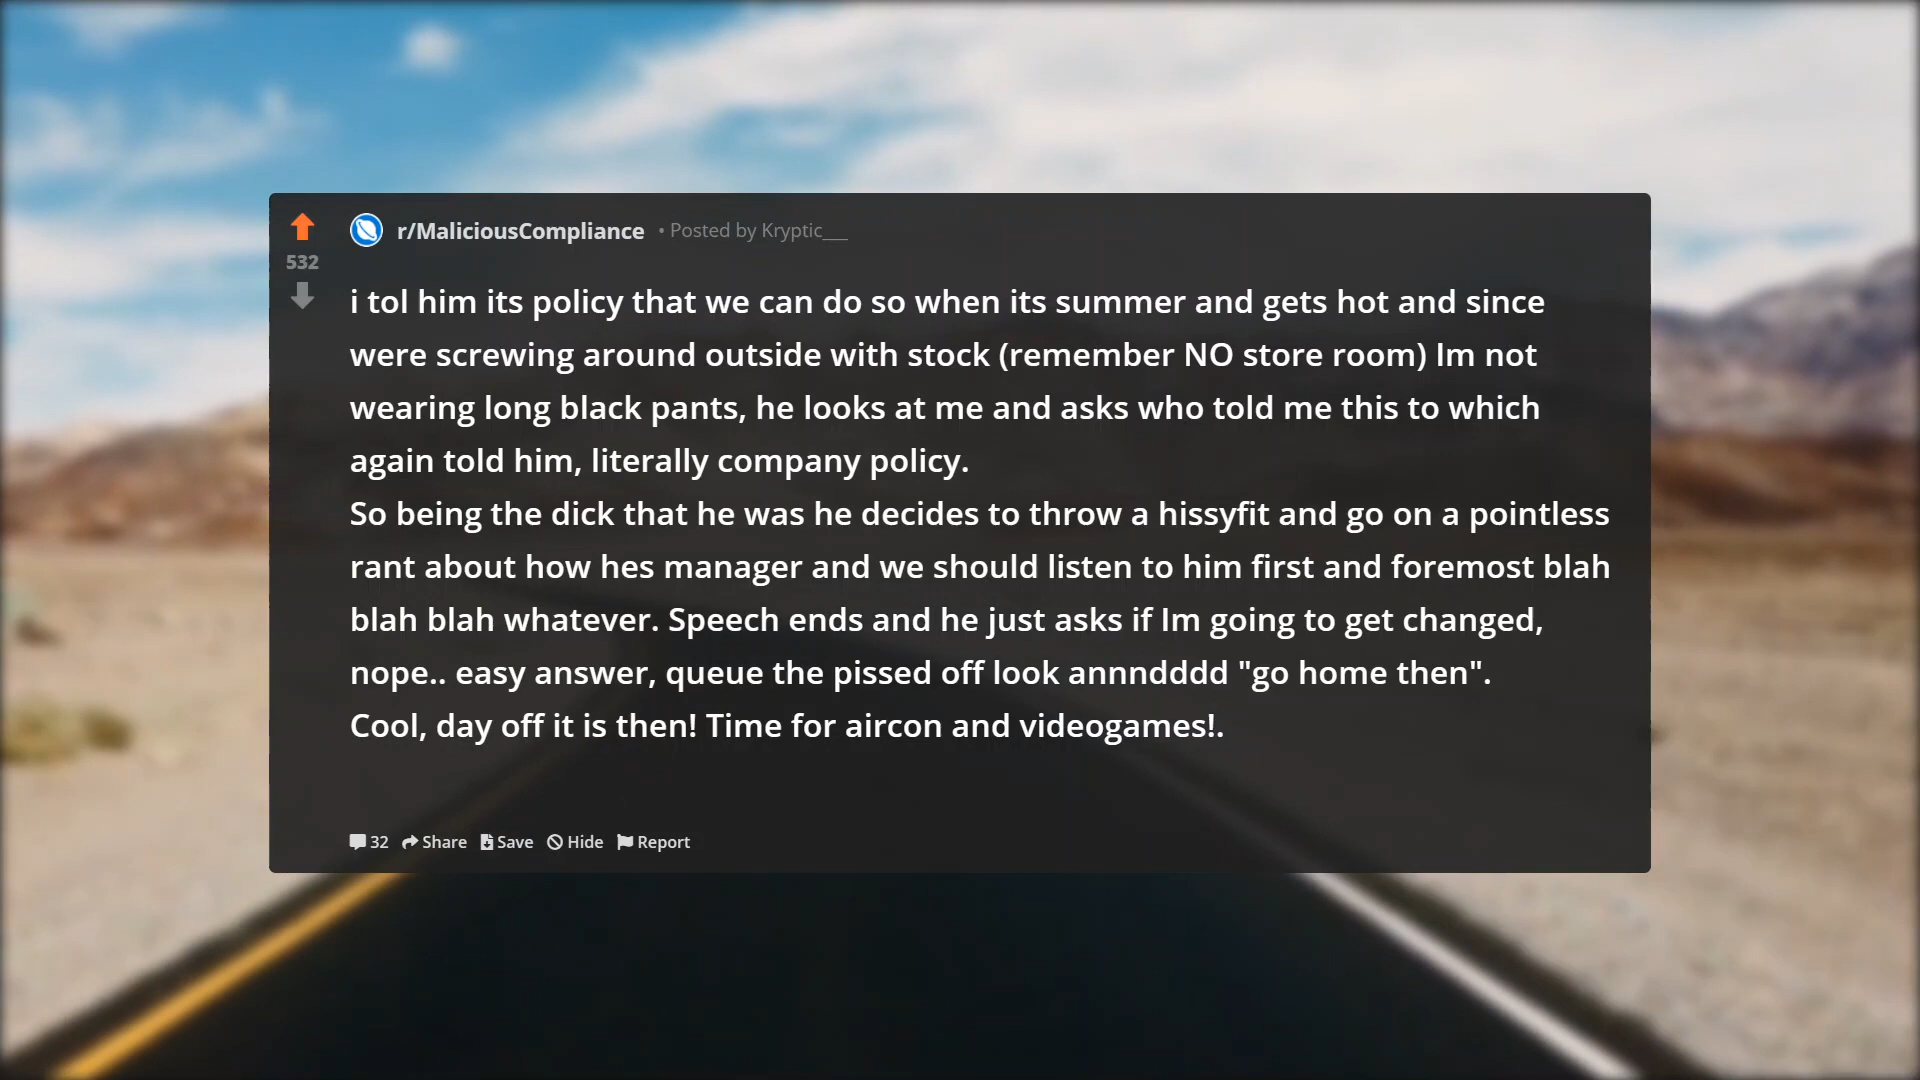 r/MaliciousCompliance • Posted by Kryptic___
532
i tol him its policy that we can do so when its summer and gets hot and since
were screwing around outside with stock (remember NO store room) Im not
wearing long black pants, he looks at me and asks who told me this to which
again told him, literally company policy.
So being the dick that he was he decides to throw a hissyfit and go on a pointless
rant about how hes manager and we should listen to him first and foremost blah
blah blah whatever. Speech ends and he just asks if Im going to get changed,
nope.. easy answer, queue the pissed off look annndddd "go home then".
Cool, day off it is then! Time for aircon and videogames!.
32 Share Save Hide Report